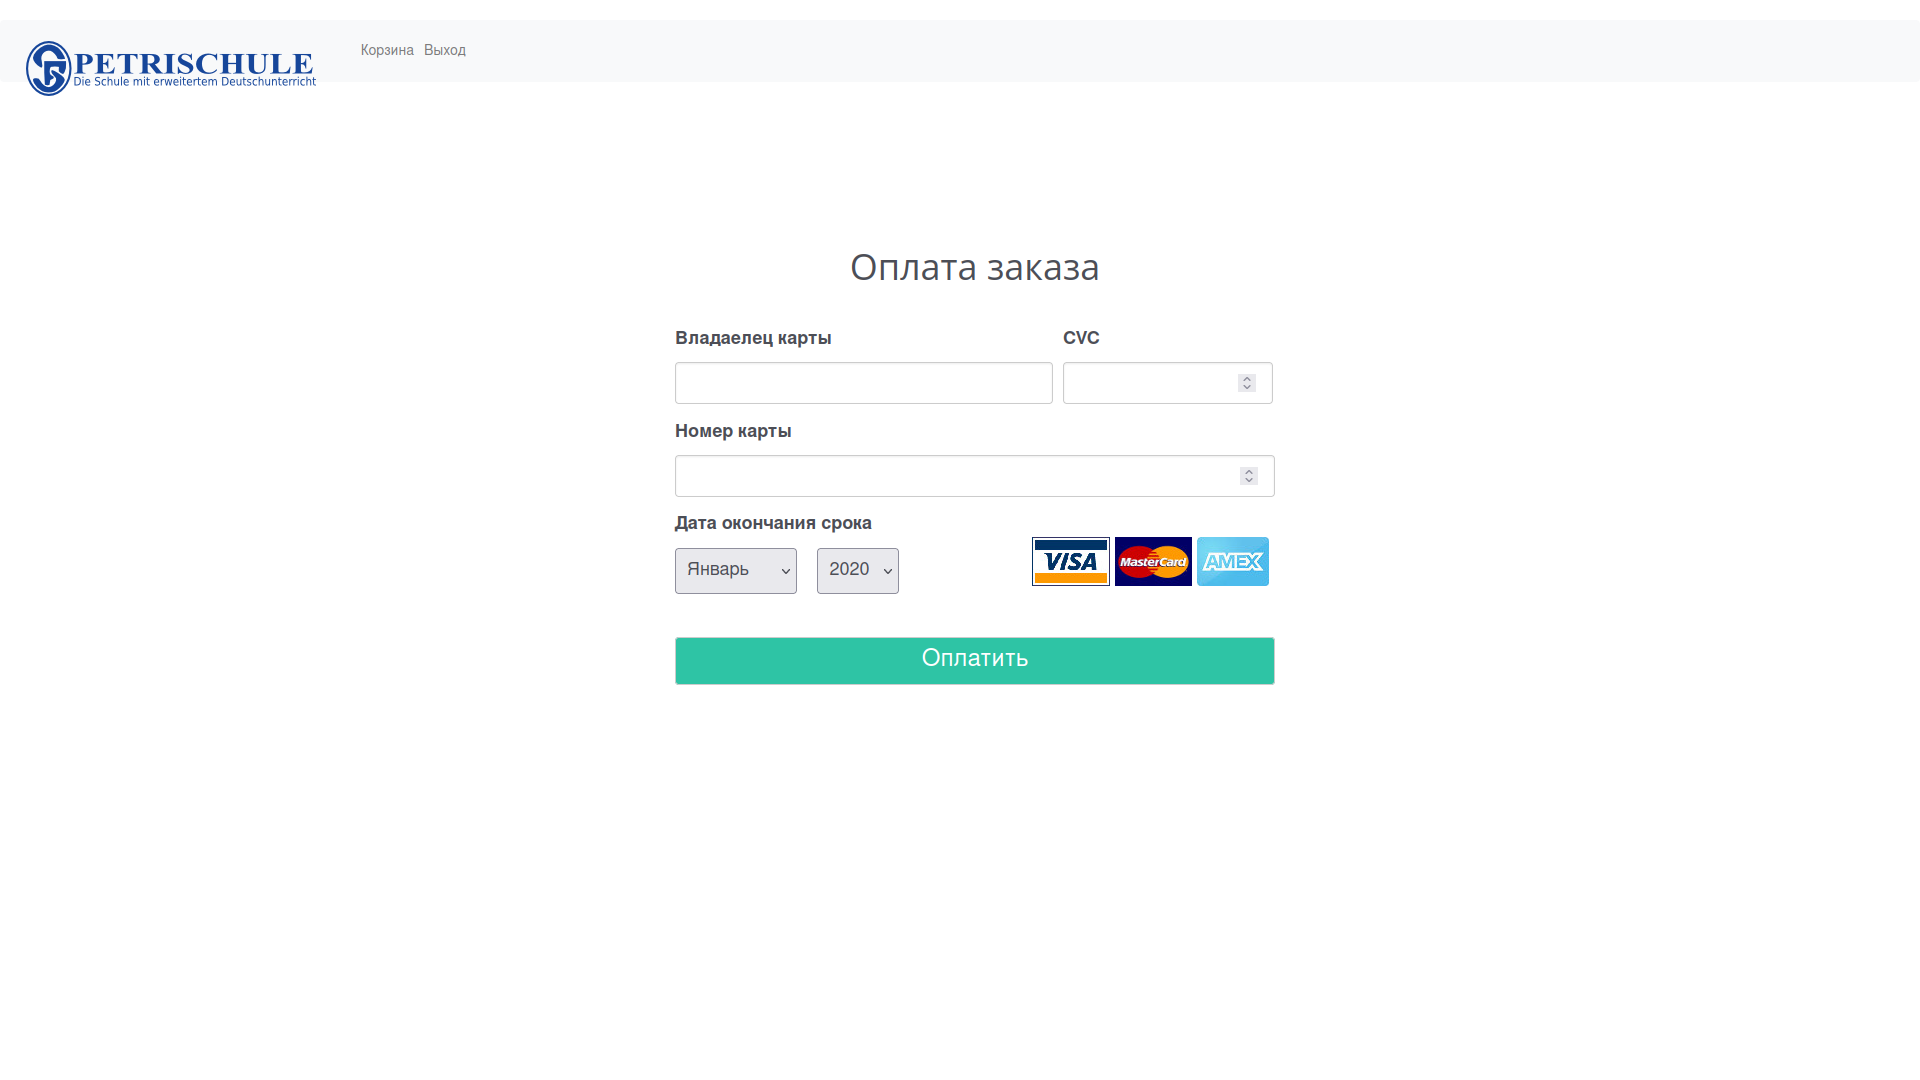 PETRISCHULE
Die Schule mit erweitertem Deutschunterricht
Корзина Выход
Оплата заказа
Владаелец карты CVC
Номер карты
Дата окончания срока
Январь 2020
VISA MasterCard AMEX
Оплатить